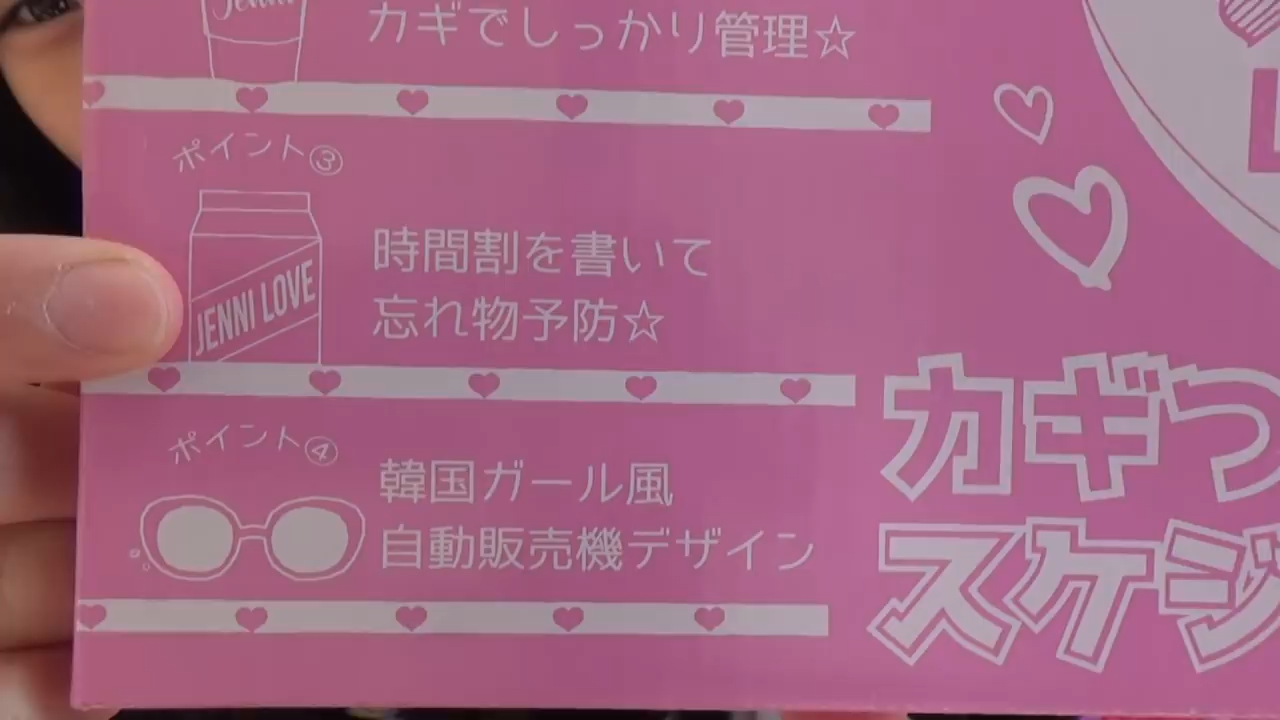 Jenni
カギでしっかり管理☆
ポイント③
JENNI LOVE
時間割を書いて
忘れ物予防☆
ポイント④
韓国ガール風
自動販売機デザイン
カギつ
スケジ